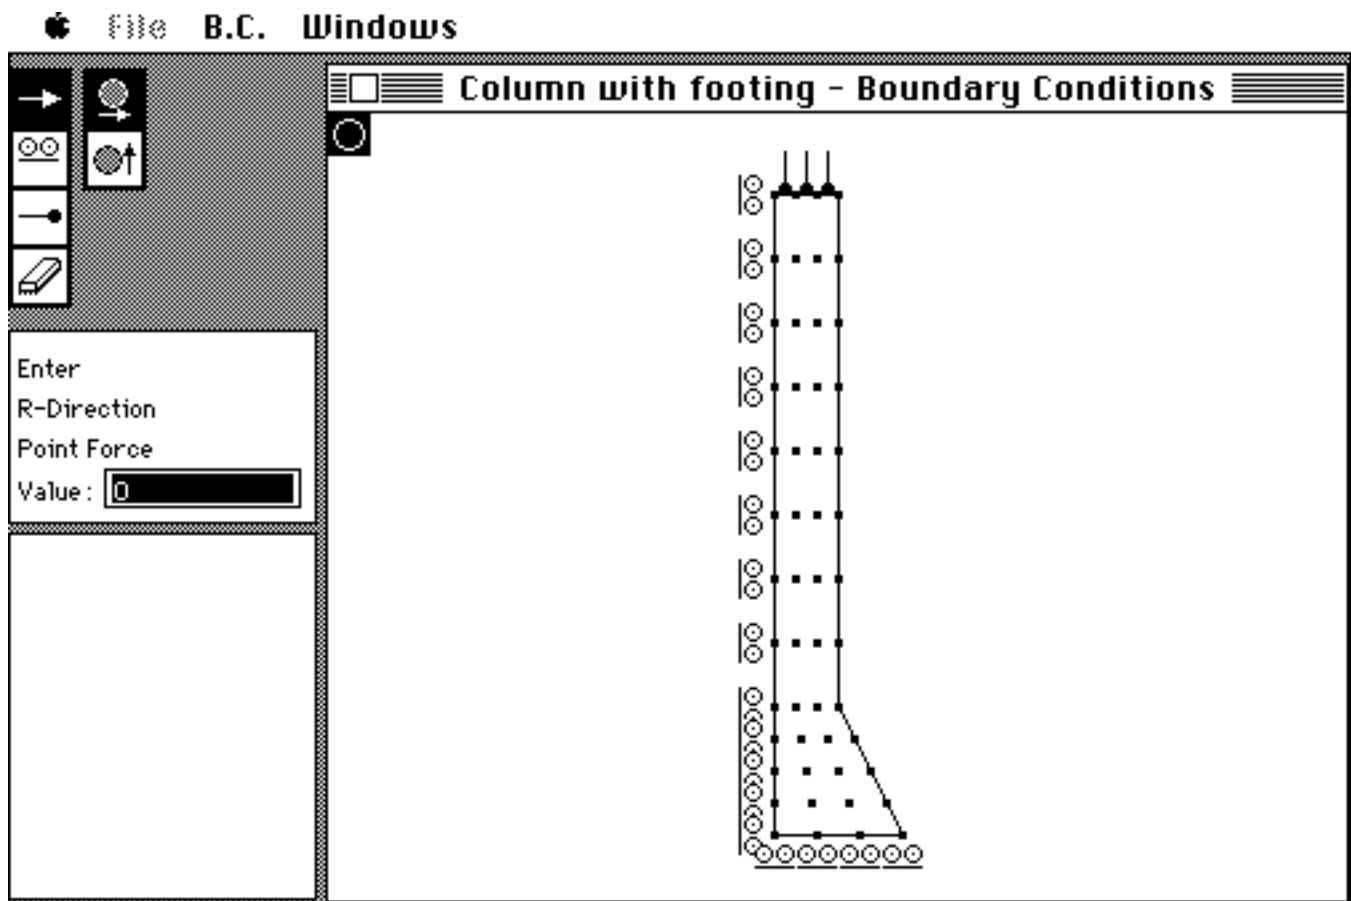 File B.C. Windows
Column with footing - Boundary Conditions
Enter
R-Direction
Point Force
Value: 0